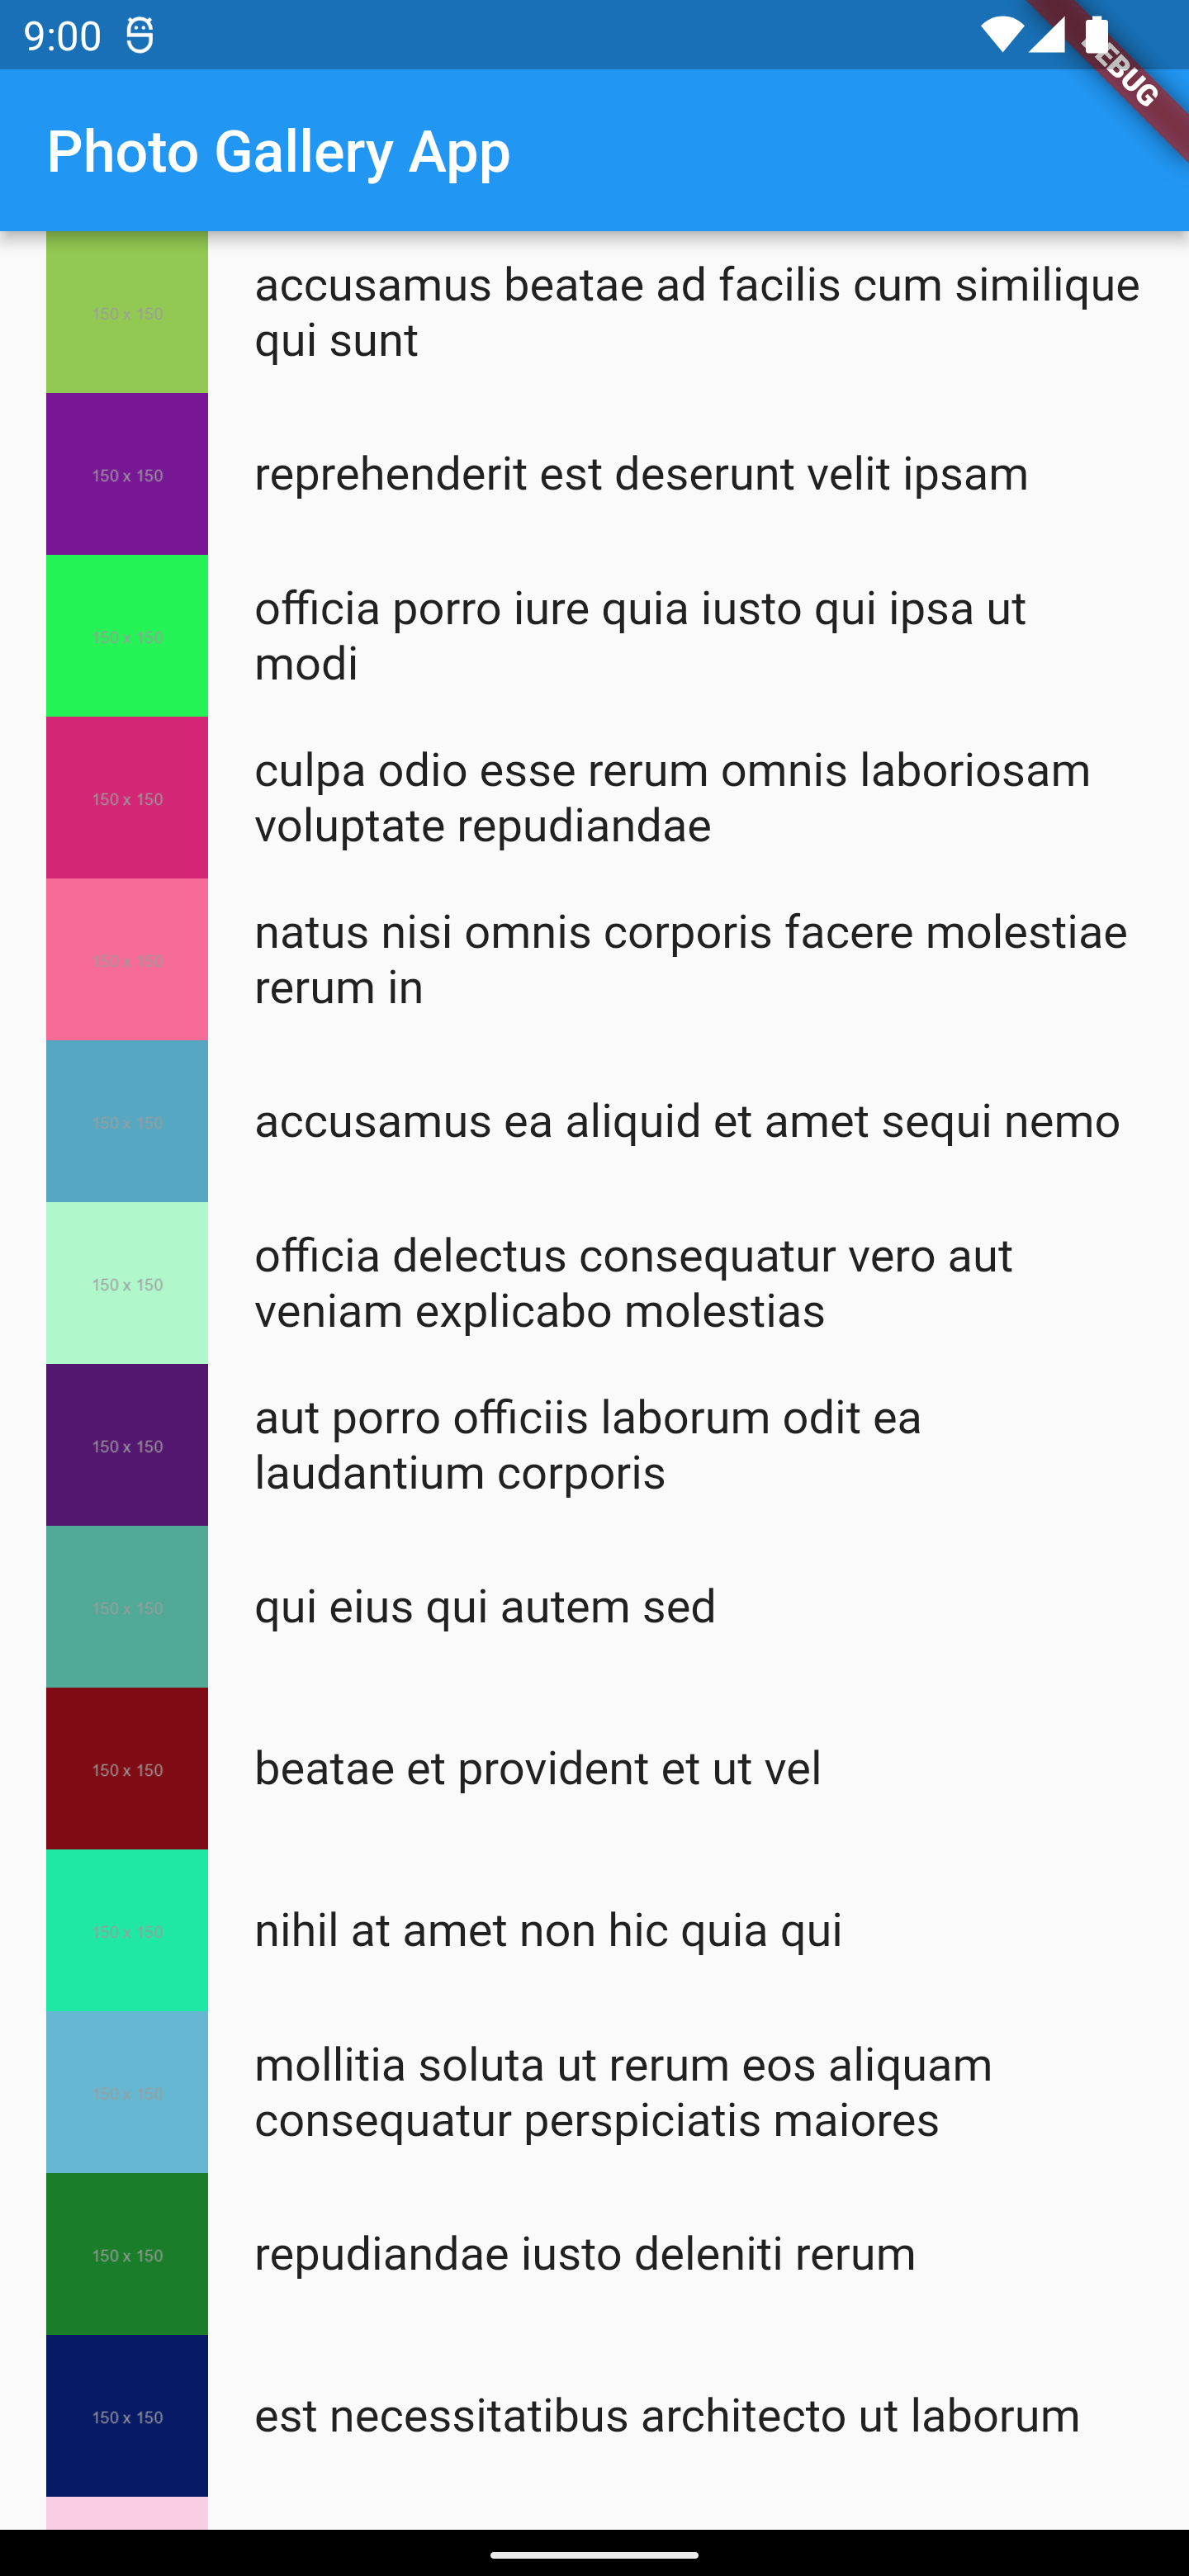 9:00
DEBUG
Photo Gallery App
150 x 150
accusamus beatae ad facilis cum similique
qui sunt
150 x 150
reprehenderit est deserunt velit ipsam
150 x 150
officia porro iure quia iusto qui ipsa ut
modi
150 x 150
culpa odio esse rerum omnis laboriosam
voluptate repudiandae
150 x 150
natus nisi omnis corporis facere molestiae
rerum in
150 x 150
accusamus ea aliquid et amet sequi nemo
150 x 150
officia delectus consequatur vero aut
veniam explicabo molestias
150 x 150
aut porro officiis laborum odit ea
laudantium corporis
150 x 150
qui eius qui autem sed
150 x 150
beatae et provident et ut vel
150 x 150
nihil at amet non hic quia qui
150 x 150
mollitia soluta ut rerum eos aliquam
consequatur perspiciatis maiores
150 x 150
repudiandae iusto deleniti rerum
150 x 150
est necessitatibus architecto ut laborum